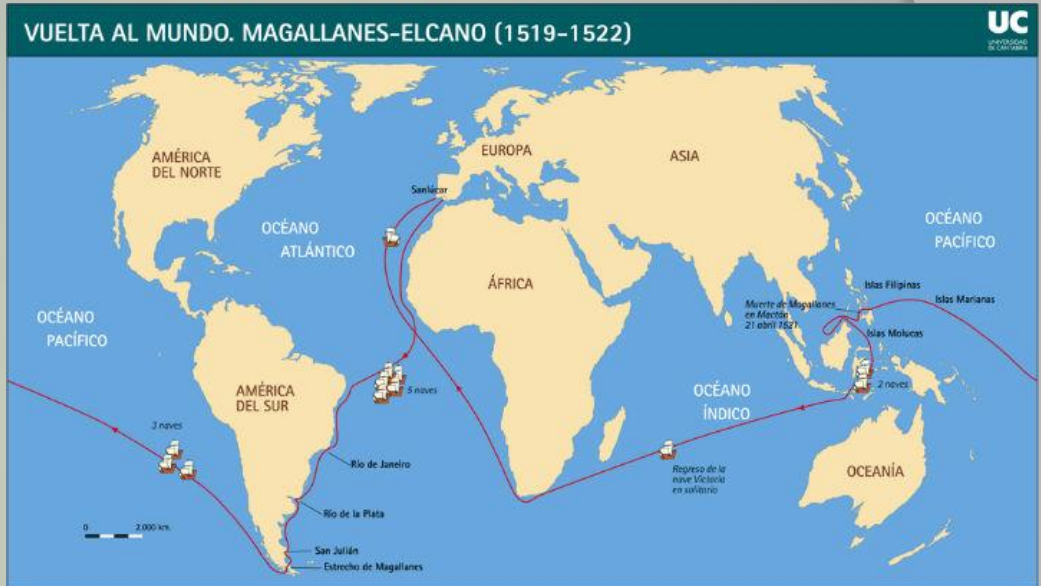 VUELTA AL MUNDO. MAGALLANES-ELCANO (1519-1522)
UC
UNIVERSIDAD
DE CANTABRIA
AMÉRICA
DEL NORTE
EUROPA
ASIA
Sanlúcar
OCÉANO
ATLÁNTICO
OCÉANO
PACÍFICO
ÁFRICA
Islas Filipinas
Muerte de Magallanes
en Mactán
21 abril 1521
Islas Marianas
OCÉANO
PACÍFICO
Islas Molucas
AMÉRICA
DEL SUR
5 naves
OCÉANO
ÍNDICO
2 naves
3 naves
Río de Janeiro
Regreso de la
nave Victoria
en solitario
OCEANÍA
Río de la Plata
0 2.000 km.
San Julián
Estrecho de Magallanes